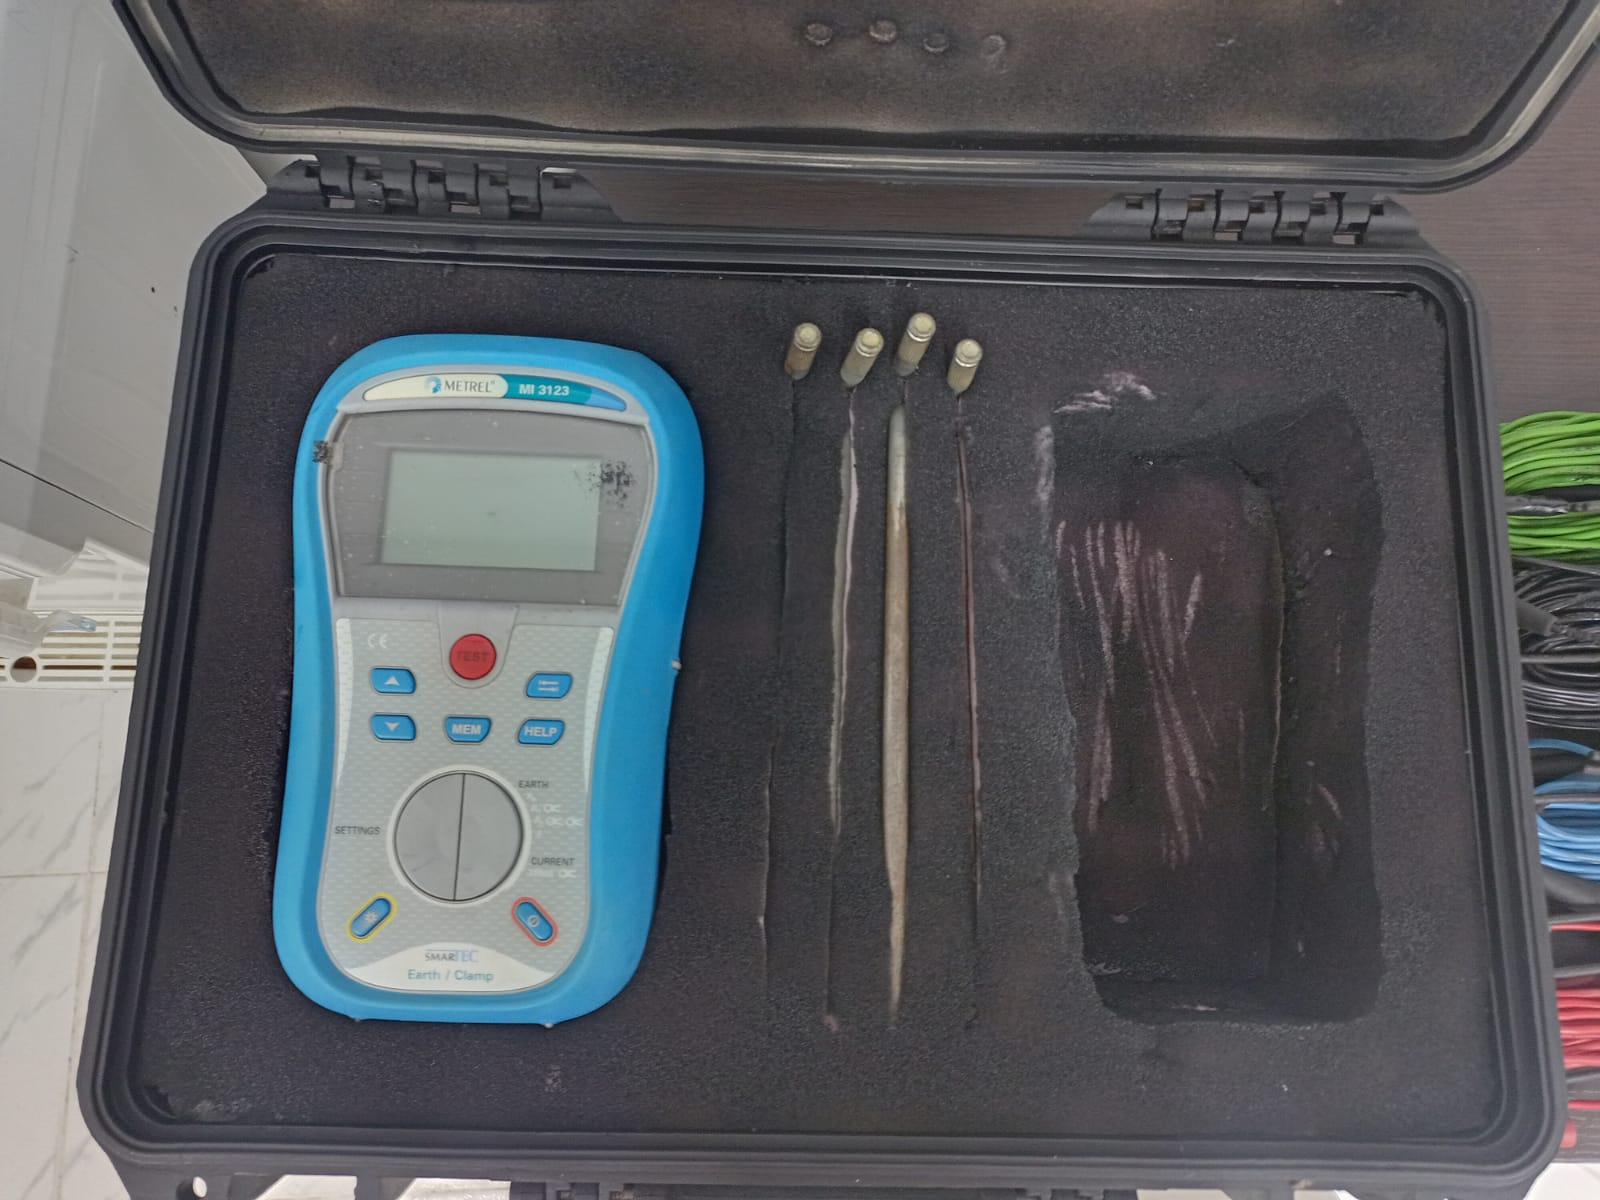 METREL® MI 3123
CE
TEST
MEM
HELP
EARTH
SETTINGS
CURRENT
SMARTEC
Earth / Clamp